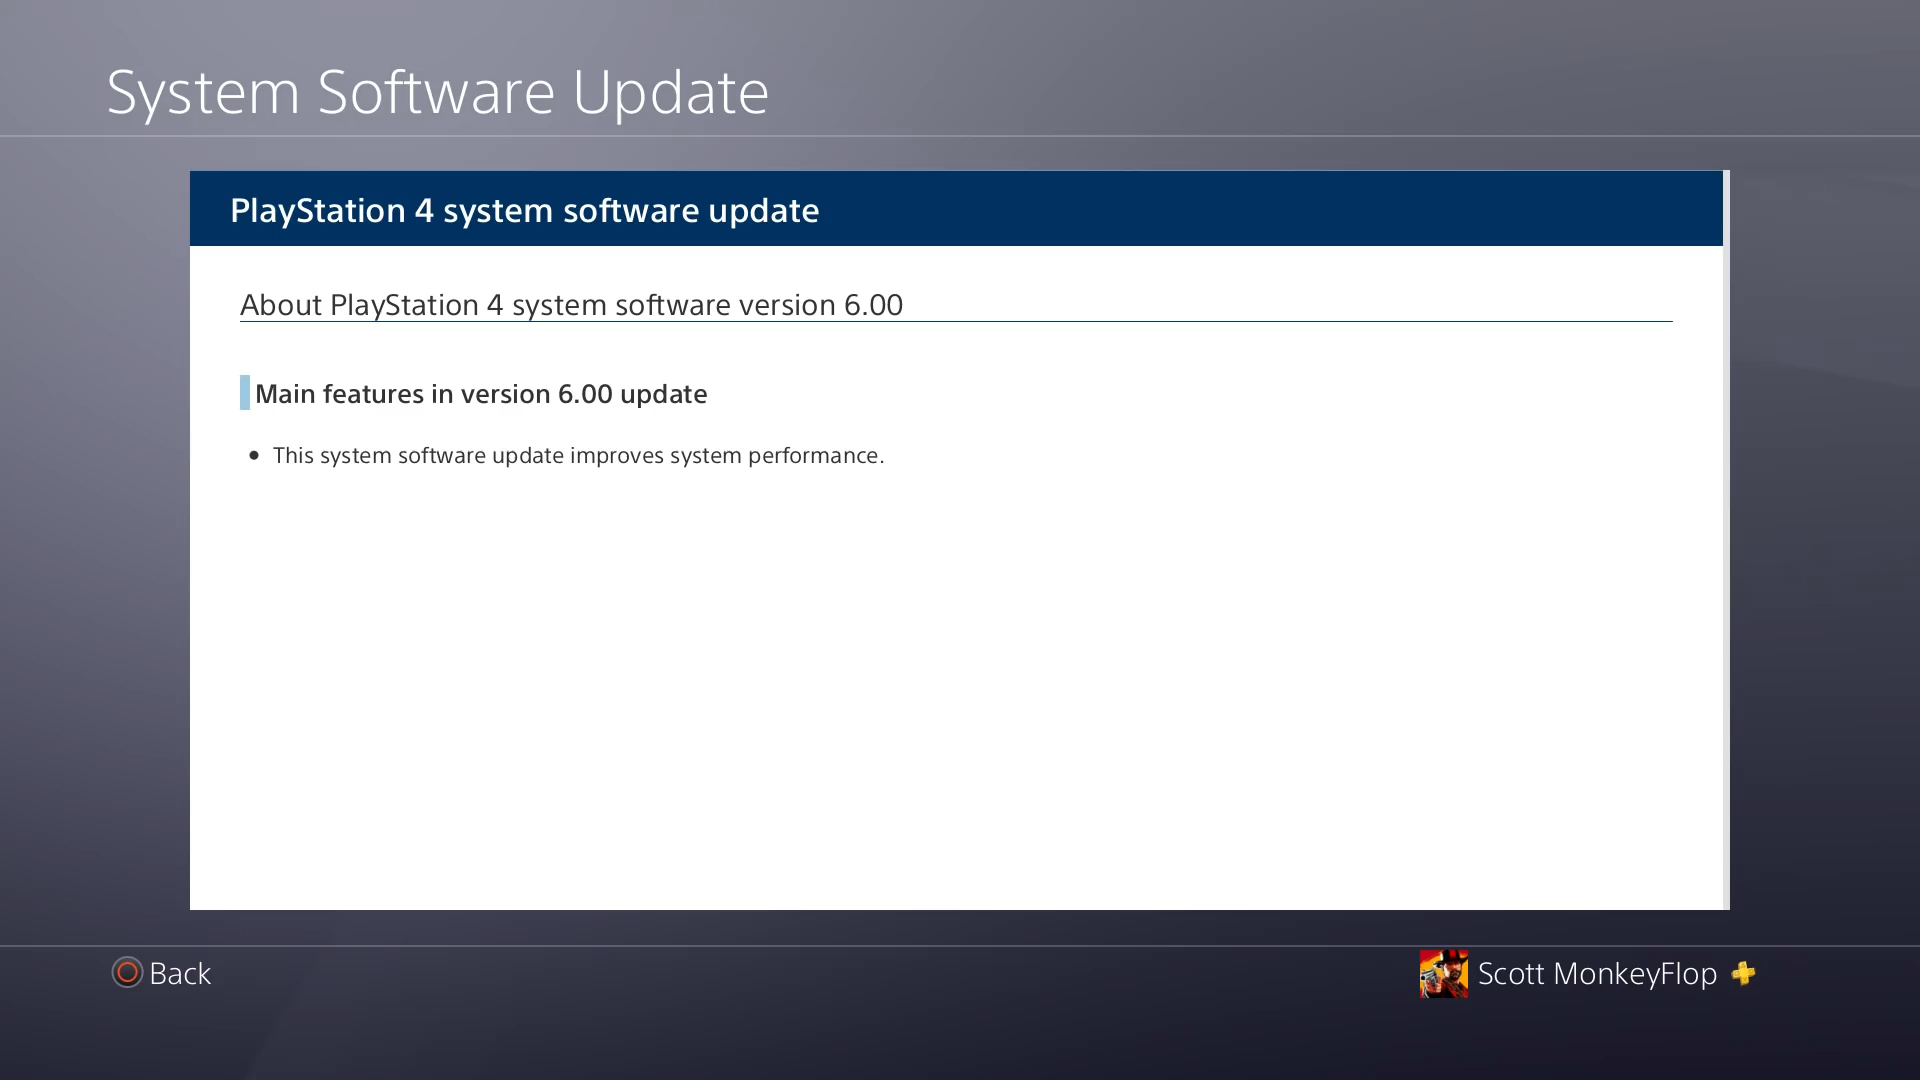 System Software Update
PlayStation 4 system software update
About PlayStation 4 system software version 6.00
Main features in version 6.00 update
• This system software update improves system performance.
Back
Scott MonkeyFlop